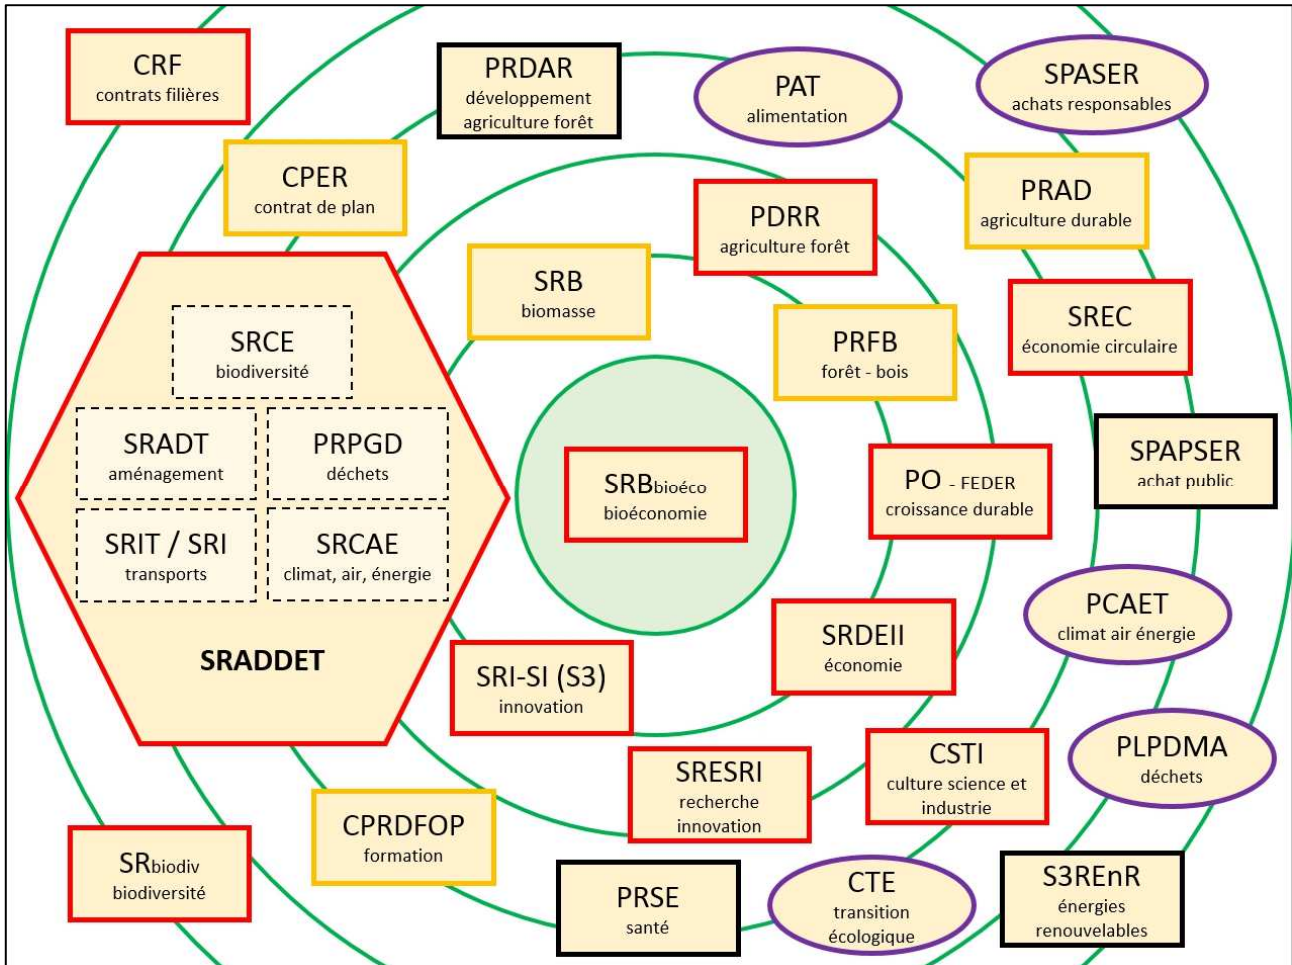 CRF
contrats filières
PRDAR
développement
agriculture forêt
PAT
alimentation
SPASER
achats responsables
CPER
contrat de plan
PRAD
agriculture durable
PDRR
agriculture forêt
SRB
biomasse
SREC
économie circulaire
PRFB
forêt - bois
SRCE
biodiversité
SRADT
aménagement
PRPGD
déchets
SPAPSER
achat public
SRBbioéco
bioéconomie
PO - FEDER
croissance durable
SRIT / SRI
transports
SRCAE
climat, air, énergie
SRADDET
PCAET
climat air énergie
SRDEII
économie
SRI-SI (S3)
innovation
PLPDMA
déchets
CSTI
culture science et
industrie
SRESRI
recherche
innovation
CPRDFOP
formation
SRbiodiv
biodiversité
PRSE
santé
CTE
transition
écologique
S3REnR
énergies
renouvelables